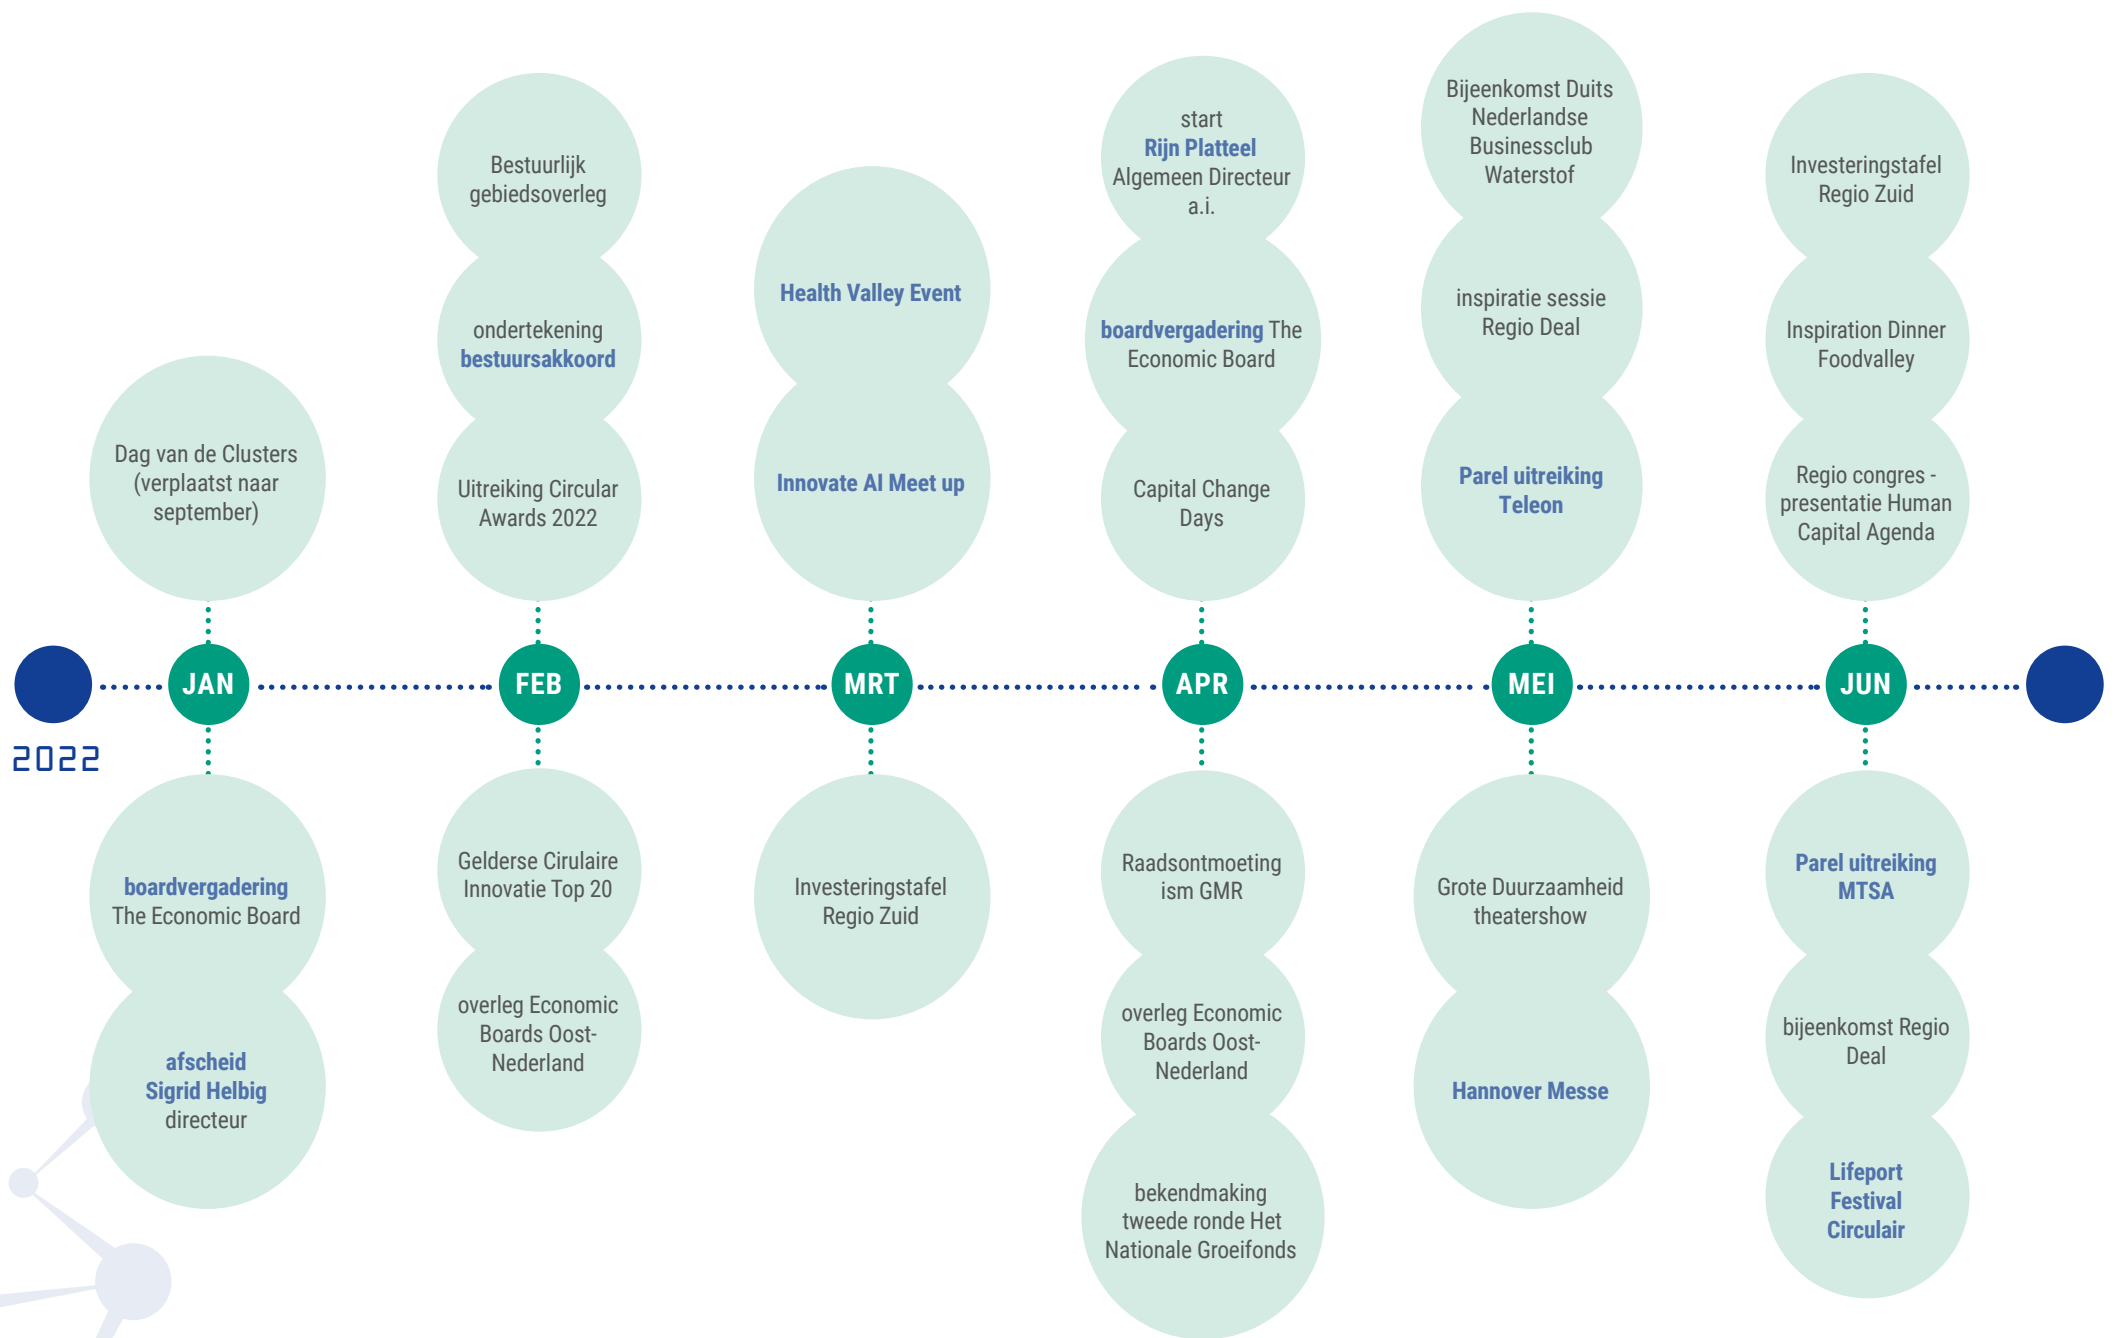 Dag van de Clusters
(verplaatst naar
september)
Bestuurlijk
gebiedsoverleg
ondertekening
bestuursakkoord
Uitreiking Circular
Awards 2022
Health Valley Event
Innovate AI Meet up
start
Rijn Platteel
Algemeen Directeur
a.i.
boardvergadering The
Economic Board
Capital Change
Days
Bijeenkomst Duits
Nederlandse
Businessclub
Waterstof
inspiratie sessie
Regio Deal
Parel uitreiking
Teleon
Investeringstafel
Regio Zuid
Inspiration Dinner
Foodvalley
Regio congres -
presentatie Human
Capital Agenda
JAN
FEB
MRT
APR
MEI
JUN
2022
boardvergadering
The Economic Board
afscheid
Sigrid Helbig
directeur
Gelderse Cirulaire
Innovatie Top 20
overleg Economic
Boards Oost-
Nederland
Investeringstafel
Regio Zuid
Raadsontmoeting
ism GMR
overleg Economic
Boards Oost-
Nederland
bekendmaking
tweede ronde Het
Nationale Groeifonds
Grote Duurzaamheid
theatershow
Hannover Messe
Parel uitreiking
MTSA
bijeenkomst Regio
Deal
Lifeport
Festival
Circulair